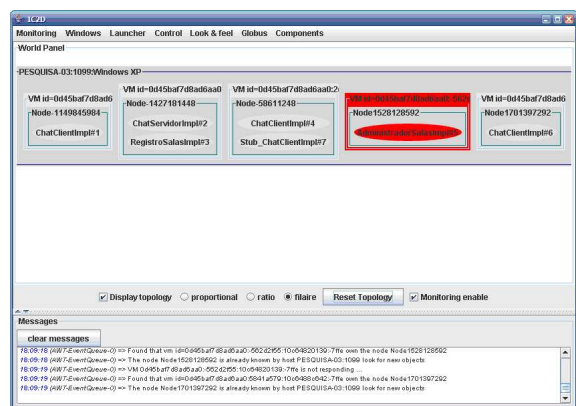 IC2D
Monitoring Windows Launcher Control Look & feel Globus Components
World Panel
PESQUISA-03:1099:Windows XP
VM id=0d45baf7d8ad6
Node-1149845984
ChatClientImpl#1
VM id=0d45baf7d8ad6aa0
Node-1427181448
ChatServidorImpl#2
RegistroSalasImpl#3
VM id=0d45baf7d8ad6aa0:2
Node-58611248
ChatClientImpl#4
Stub_ChatClientImpl#7
Node1528128592
AdministradorSalasImpl#5
VM id=0d45baf7d8ad6
Node1701397292
ChatClientImpl#6
Display topology proportional ratio filaire Reset Topology Monitoring enable
Messages
clear messages
18:09:18 (AWT-EventQueue-0) => Found that vm id=0d45baf7d8ad6aa0:-562d2f55:10c64820139:-7ffe own the node Node1528128592
18:09:18 (AWT-EventQueue-0) => The node Node1528128592 is already known by host PESQUISA-03:1099 look for new objects
18:09:19 (AWT-EventQueue-0) => VM 0d45baf7d8ad6aa0:-562d2f55:10c64820139:-7ffe is not responding ...
18:09:19 (AWT-EventQueue-0) => Found that vm id=0d45baf7d8ad6aa0:5841a579:10c6488c642:-7ffe own the node Node1701397292
18:09:19 (AWT-EventQueue-0) => The node Node1701397292 is already known by host PESQUISA-03:1099 look for new objects